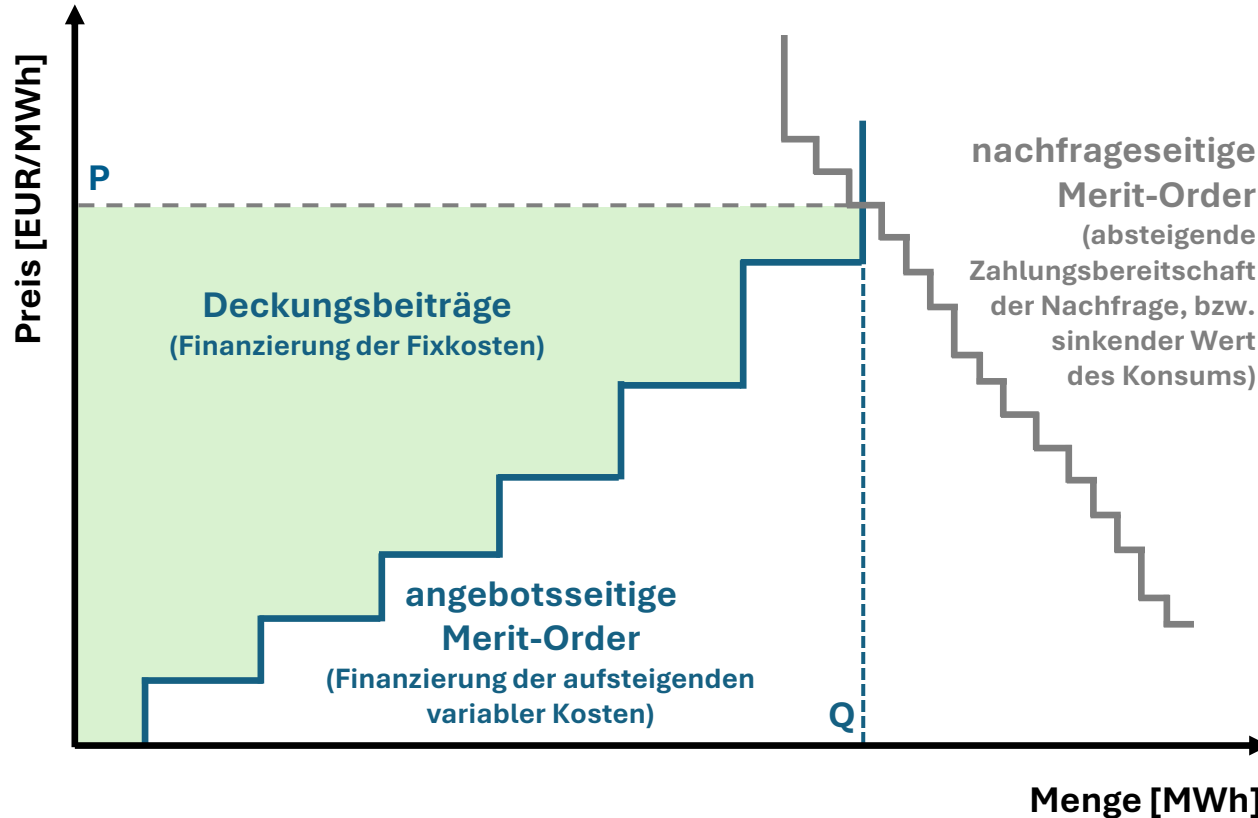 Preis [EUR/MWh]
P
nachfrageseitige
Merit-Order
(absteigende
Zahlungsbereitschaft
der Nachfrage, bzw.
sinkender Wert
des Konsums)
Deckungsbeiträge
(Finanzierung der Fixkosten)
angebotsseitige
Merit-Order
(Finanzierung der aufsteigenden
variabler Kosten)
Q
Menge [MWh]